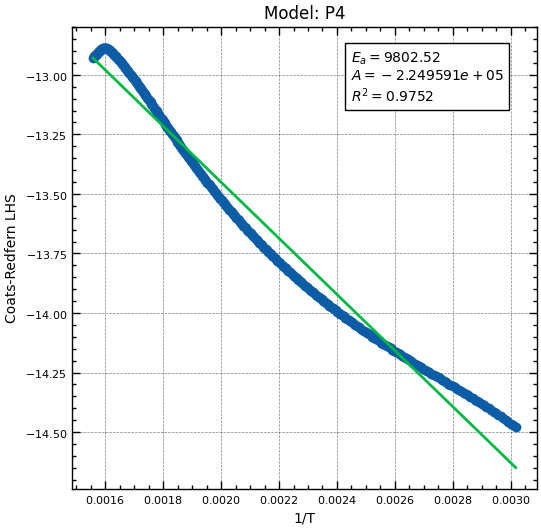 Model: P4
Eₐ = 9802.52
A = −2.249591e + 05
R² = 0.9752
Coats-Redfern LHS
−13.00
−13.25
−13.50
−13.75
−14.00
−14.25
−14.50
0.0016 0.0018 0.0020 0.0022 0.0024 0.0026 0.0028 0.0030
1/T